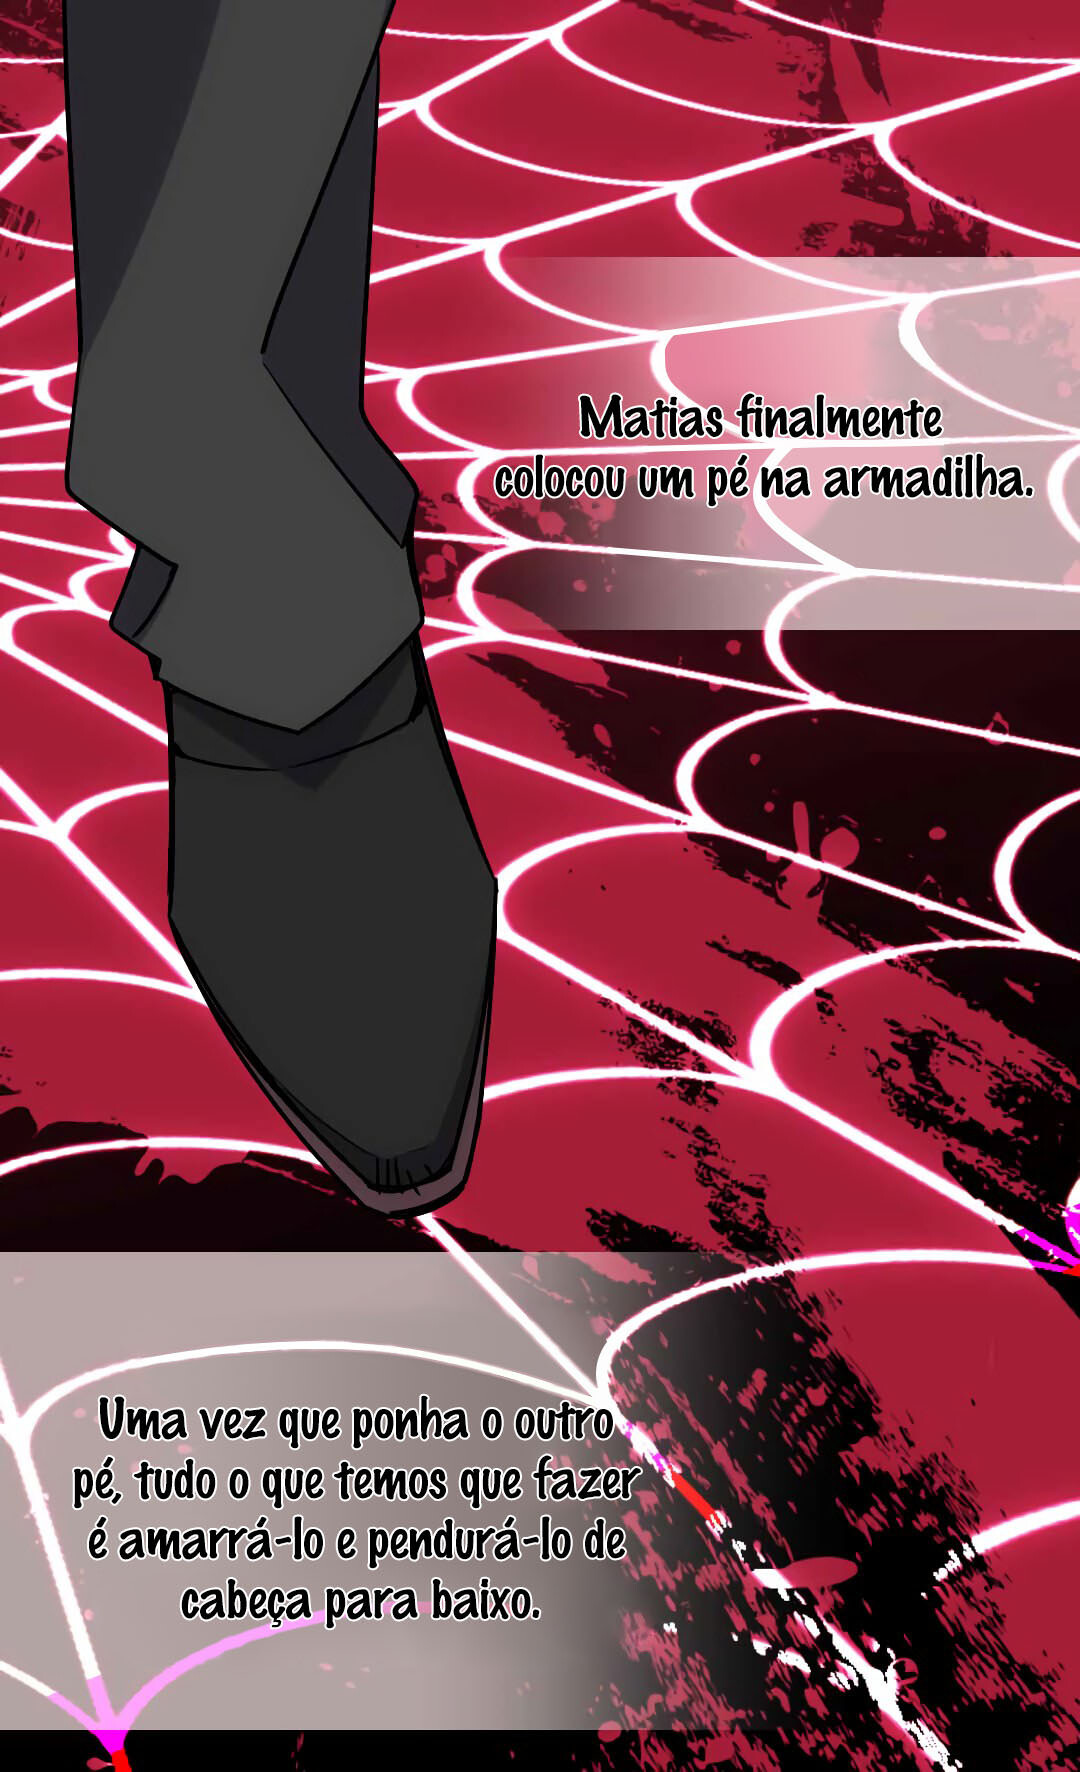 Matias finalmente
colocou um pé na armadilha.
Uma vez que ponha o outro
pé, tudo o que temos que fazer
é amarrá-lo e pendurá-lo de
cabeça para baixo.